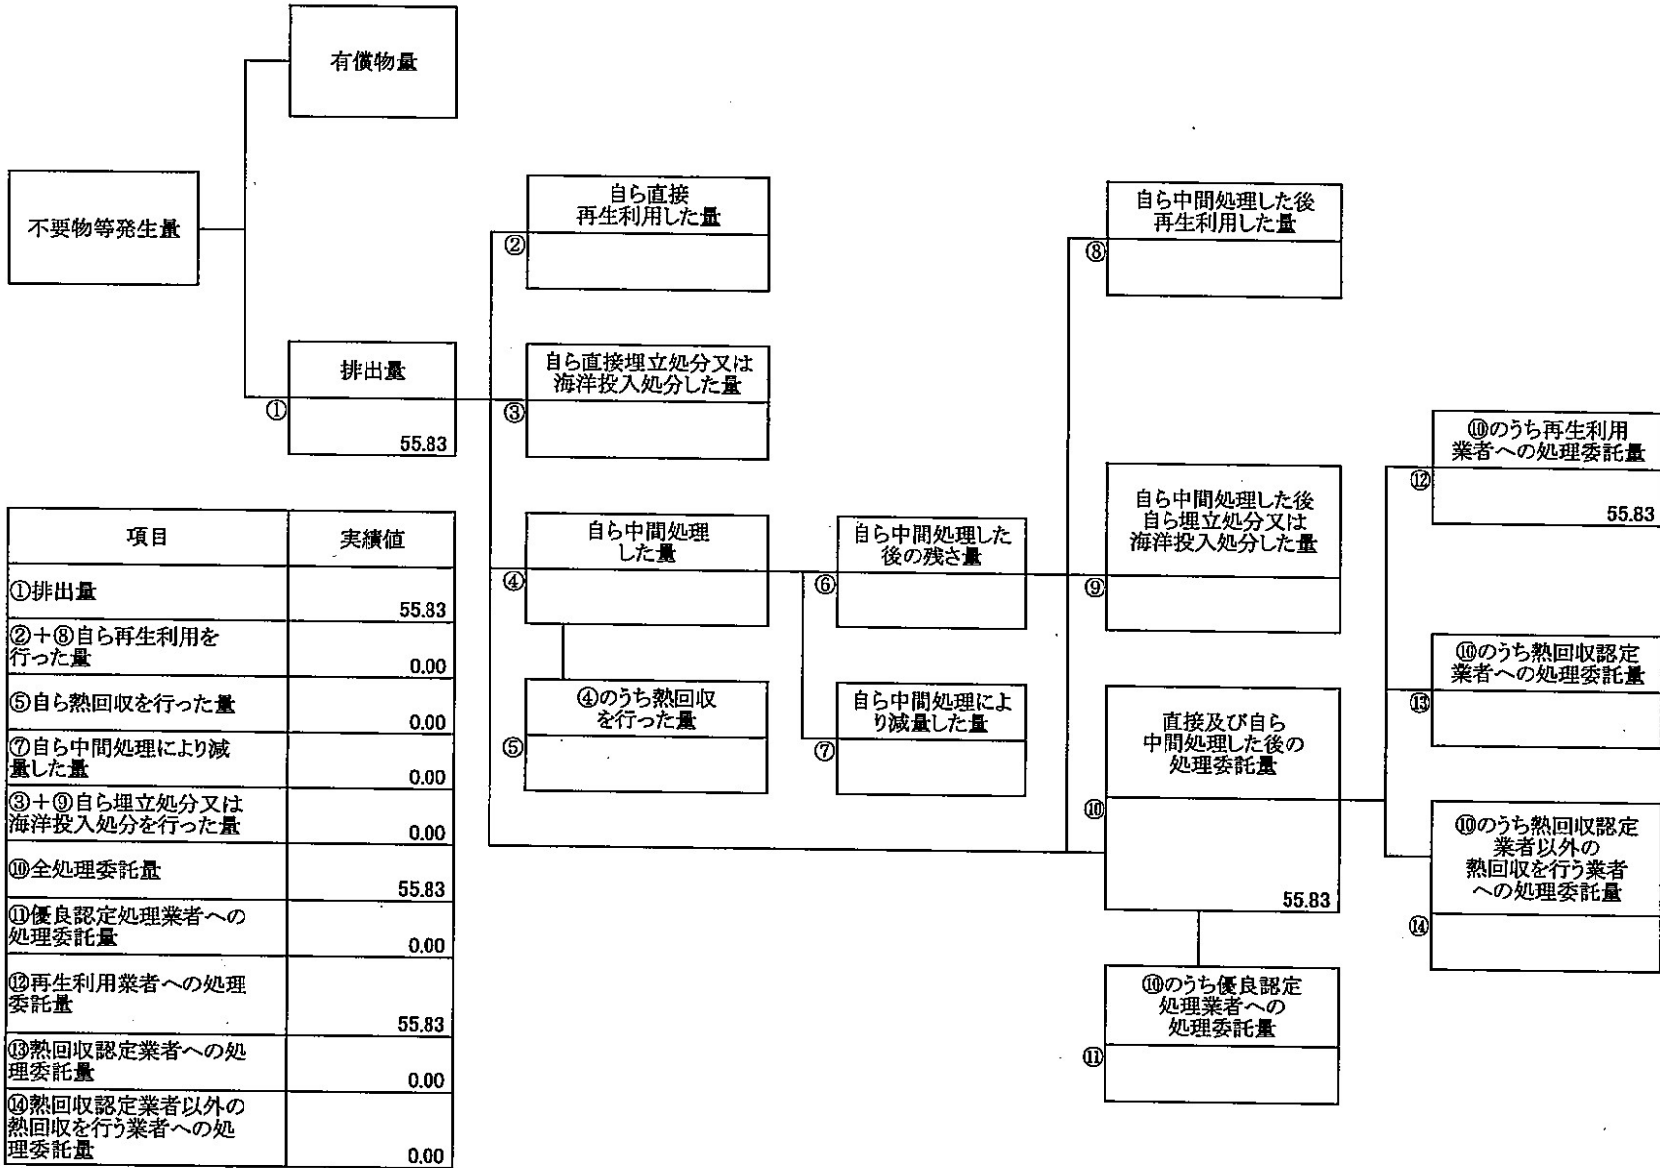 有償物量
不要物等発生量
排出量
①
55.83
自ら直接
再生利用した量
②
自ら直接埋立処分又は
海洋投入処分した量
③
自ら中間処理
した量
④
④のうち熱回収
を行った量
⑤
自ら中間処理した
後の残さ量
⑥
自ら中間処理によ
り減量した量
⑦
自ら中間処理した後
再生利用した量
⑧
自ら中間処理した後
自ら埋立処分又は
海洋投入処分した量
⑨
直接及び自ら
中間処理した後の
処理委託量
⑩
55.83
⑩のうち優良認定
処理業者への
処理委託量
⑪
⑩のうち再生利用
業者への処理委託量
⑫
55.83
⑩のうち熱回収認定
業者への処理委託量
⑬
⑩のうち熱回収認定
業者以外の
熱回収を行う業者
への処理委託量
⑭
項目 実績値
①排出量
55.83
②+⑧自ら再生利用を
行った量 0.00
⑤自ら熱回収を行った量
0.00
⑦自ら中間処理により減
量した量 0.00
③+⑨自ら埋立処分又は
海洋投入処分を行った量 0.00
⑩全処理委託量
55.83
⑪優良認定処理業者への
処理委託量 0.00
⑫再生利用業者への処理
委託量
55.83
⑬熱回収認定業者への処
理委託量 0.00
⑭熱回収認定業者以外の
熱回収を行う業者への処
理委託量 0.00